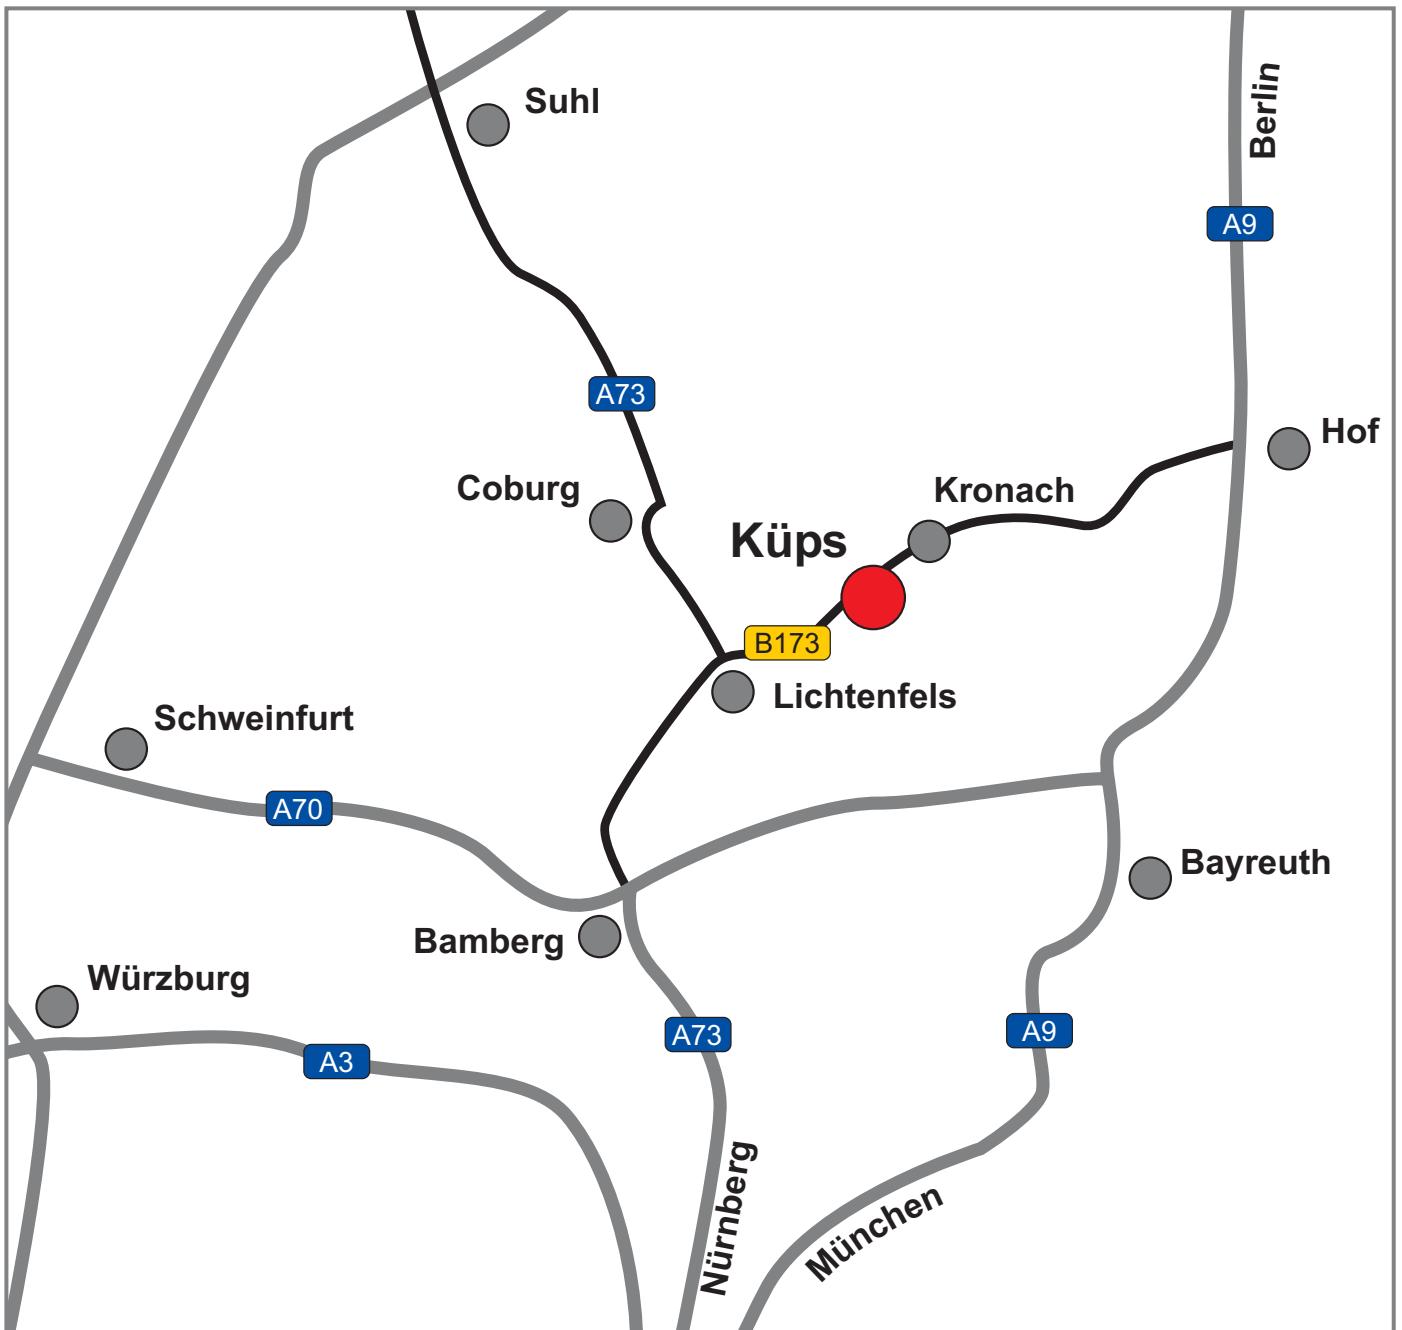 Suhl
Berlin
A9
A73
Hof
Coburg
Kronach
Küps
B173
Lichtenfels
Schweinfurt
A70
Bayreuth
Bamberg
Würzburg
A73
A9
A3
Nürnberg
München